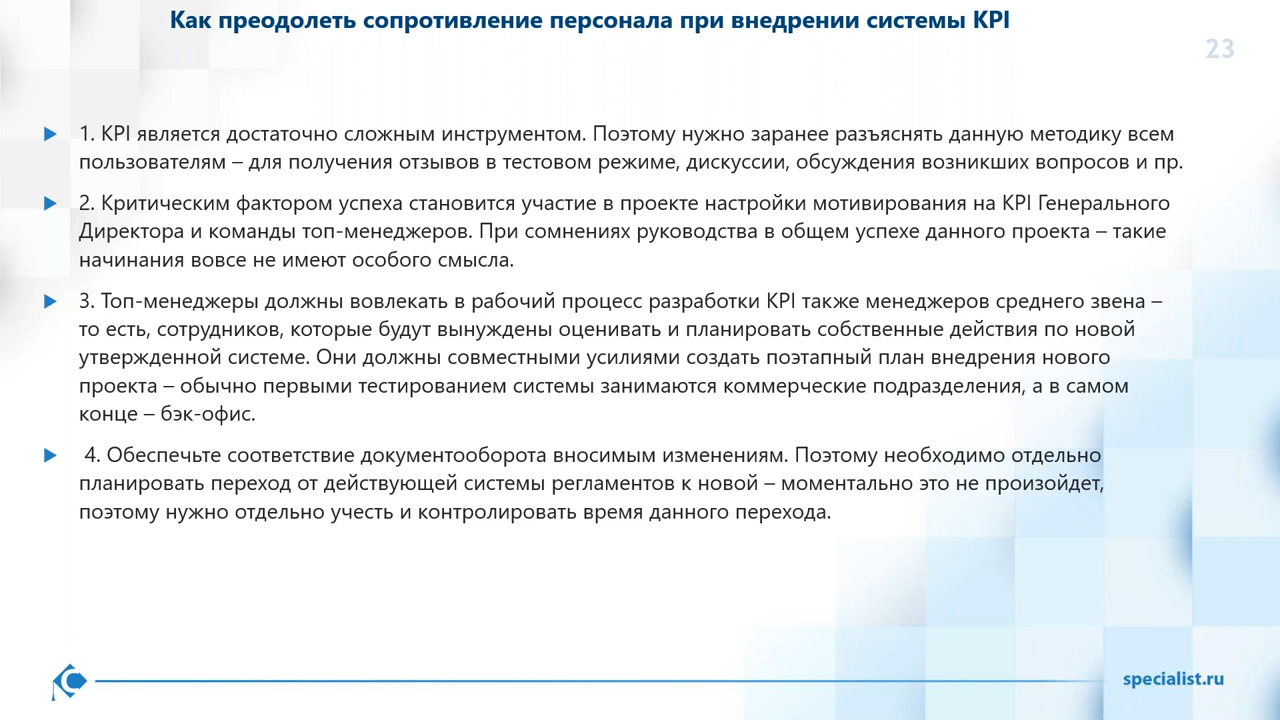 Как преодолеть сопротивление персонала при внедрении системы KPI
23
1. KPI является достаточно сложным инструментом. Поэтому нужно заранее разъяснять данную методику всем
пользователям – для получения отзывов в тестовом режиме, дискуссии, обсуждения возникших вопросов и пр.
2. Критическим фактором успеха становится участие в проекте настройки мотивирования на KPI Генерального
Директора и команды топ-менеджеров. При сомнениях руководства в общем успехе данного проекта – такие
начинания вовсе не имеют особого смысла.
3. Топ-менеджеры должны вовлекать в рабочий процесс разработки KPI также менеджеров среднего звена –
то есть, сотрудников, которые будут вынуждены оценивать и планировать собственные действия по новой
утвержденной системе. Они должны совместными усилиями создать поэтапный план внедрения нового
проекта – обычно первыми тестированием системы занимаются коммерческие подразделения, а в самом
конце – бэк-офис.
4. Обеспечьте соответствие документооборота вносимым изменениям. Поэтому необходимо отдельно
планировать переход от действующей системы регламентов к новой – моментально это не произойдет,
поэтому нужно отдельно учесть и контролировать время данного перехода.
specialist.ru